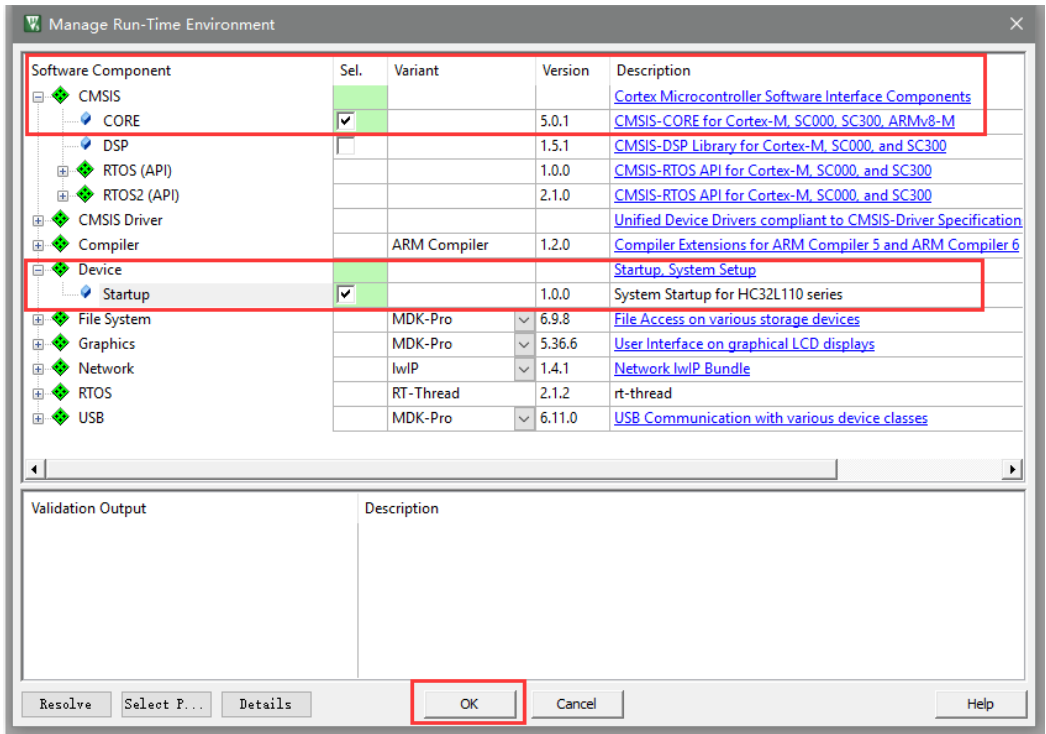 Manage Run-Time Environment
Software Component Sel. Variant Version Description
CMSIS Cortex Microcontroller Software Interface Components
CORE 5.0.1 CMSIS-CORE for Cortex-M, SC000, SC300, ARMv8-M
DSP 1.5.1 CMSIS-DSP Library for Cortex-M, SC000, and SC300
RTOS (API) 1.0.0 CMSIS-RTOS API for Cortex-M, SC000, and SC300
RTOS2 (API) 2.1.0 CMSIS-RTOS API for Cortex-M, SC000, and SC300
CMSIS Driver Unified Device Drivers compliant to CMSIS-Driver Specification
Compiler ARM Compiler 1.2.0 Compiler Extensions for ARM Compiler 5 and ARM Compiler 6
Device Startup, System Setup
Startup 1.0.0 System Startup for HC32L110 series
File System MDK-Pro 6.9.8 File Access on various storage devices
Graphics MDK-Pro 5.36.6 User Interface on graphical LCD displays
Network lwIP 1.4.1 Network lwIP Bundle
RTOS RT-Thread 2.1.2 rt-thread
USB MDK-Pro 6.11.0 USB Communication with various device classes
Validation Output Description
Resolve Select P... Details OK Cancel Help